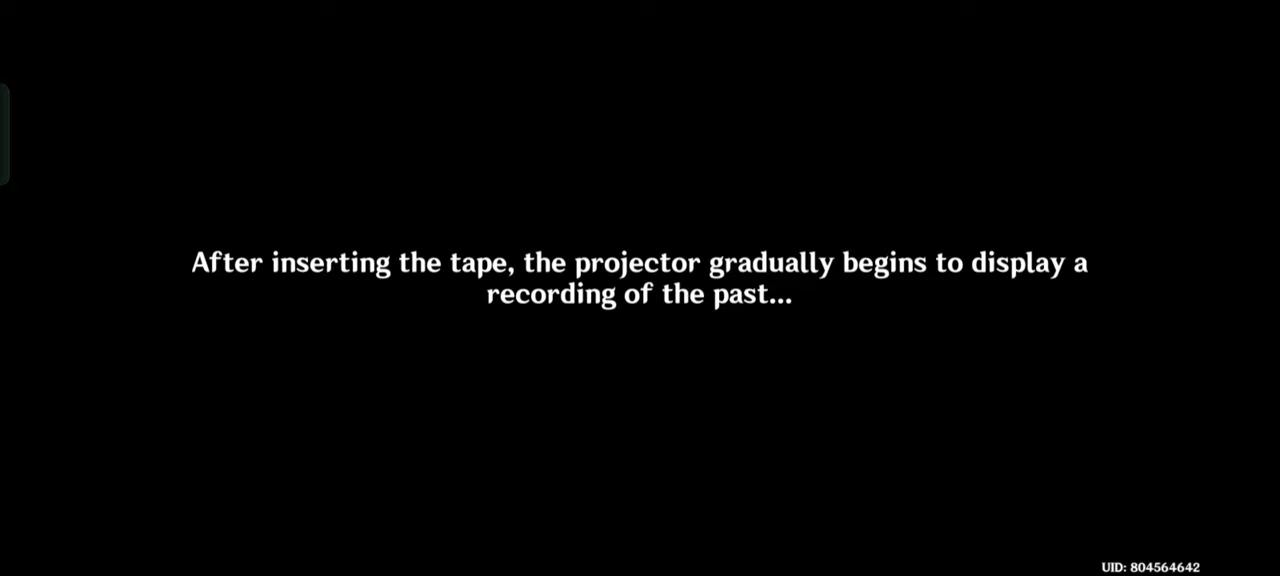 After inserting the tape, the projector gradually begins to display a
recording of the past...
UID: 804564642